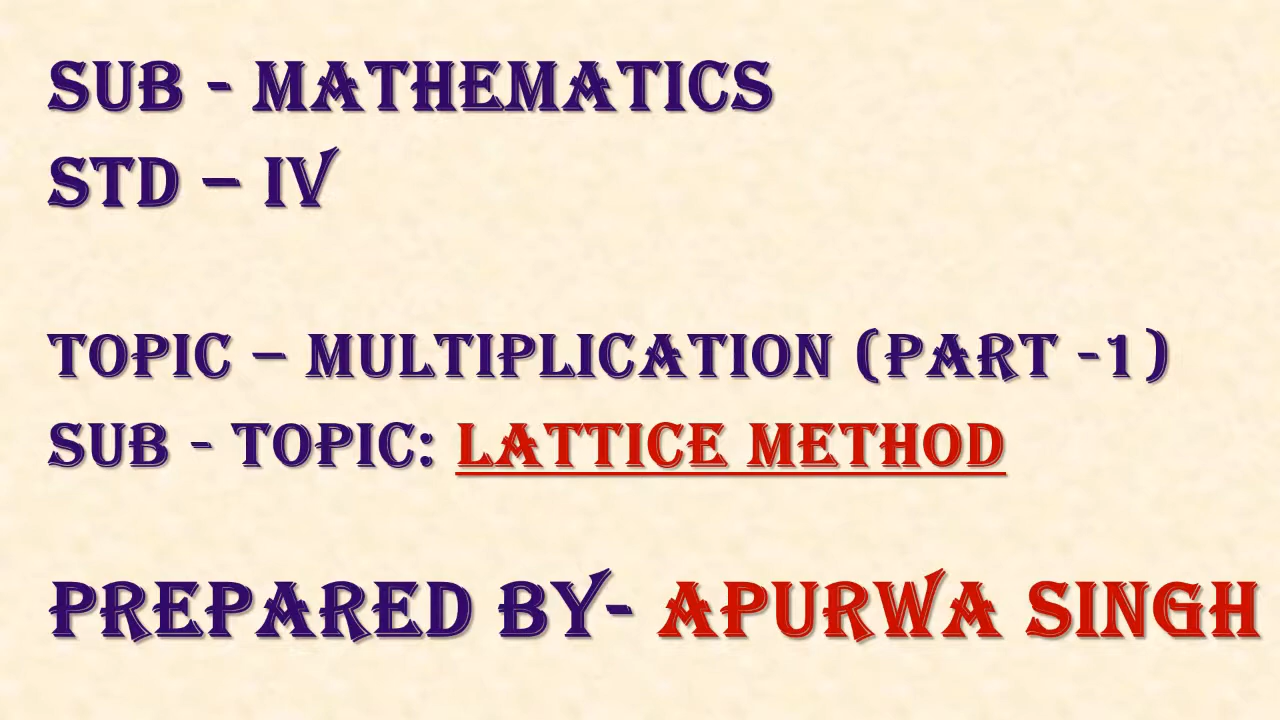 SUB - MATHEMATICS
STD – IV
TOPIC – MULTIPLICATION (PART -1)
SUB - TOPIC: LATTICE METHOD
PREPARED BY- APURWA SINGH